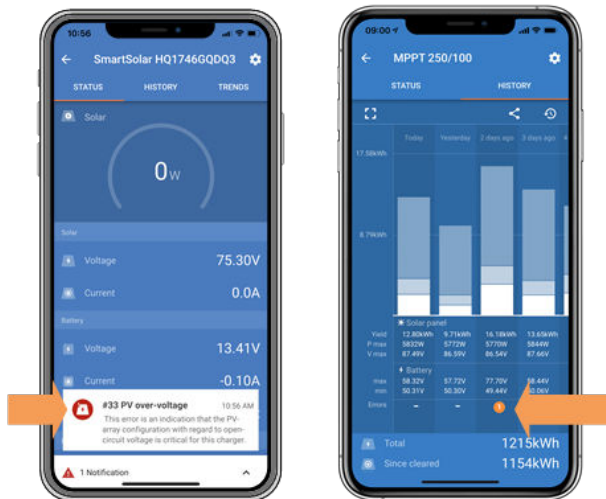 10:56
SmartSolar HQ1746GQDQ3
STATUS HISTORY TRENDS
Solar
0W
Solar
Voltage 75.30V
Current 0.0A
Battery
Voltage 13.41V
Current -0.10A
#33 PV over-voltage 10:56 AM
This error is an indication that the PV-
array configuration with regard to open-
circuit voltage is critical for this charger.
1 Notification
09:00
MPPT 250/100
STATUS HISTORY
Today Yesterday 2 days ago 3 days ago
17.58kWh
8.79kWh
Solar panel
Yield 12.80kWh 9.71kWh 16.18kWh 13.65kWh
P max 5832W 5772W 5770W 5844W
V max 87.49V 86.59V 86.54V 87.66V
Battery
max 58.32V 57.72V 77.70V 58.44V
min 50.31V 50.30V 49.44V
Errors - - 1
Total 1215kWh
Since cleared 1154kWh